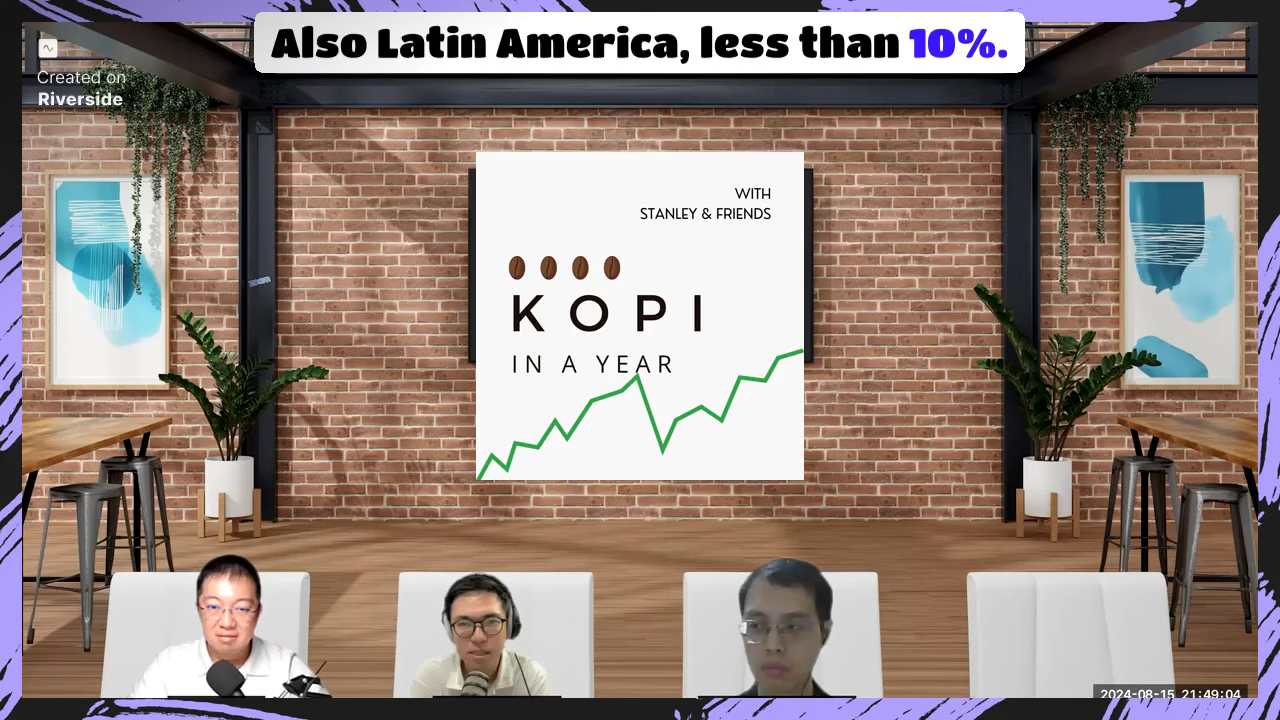 Also Latin America, less than 10%.
Created on
Riverside
WITH
STANLEY & FRIENDS
KOPI
IN A YEAR
2024-08-15 21:49:04